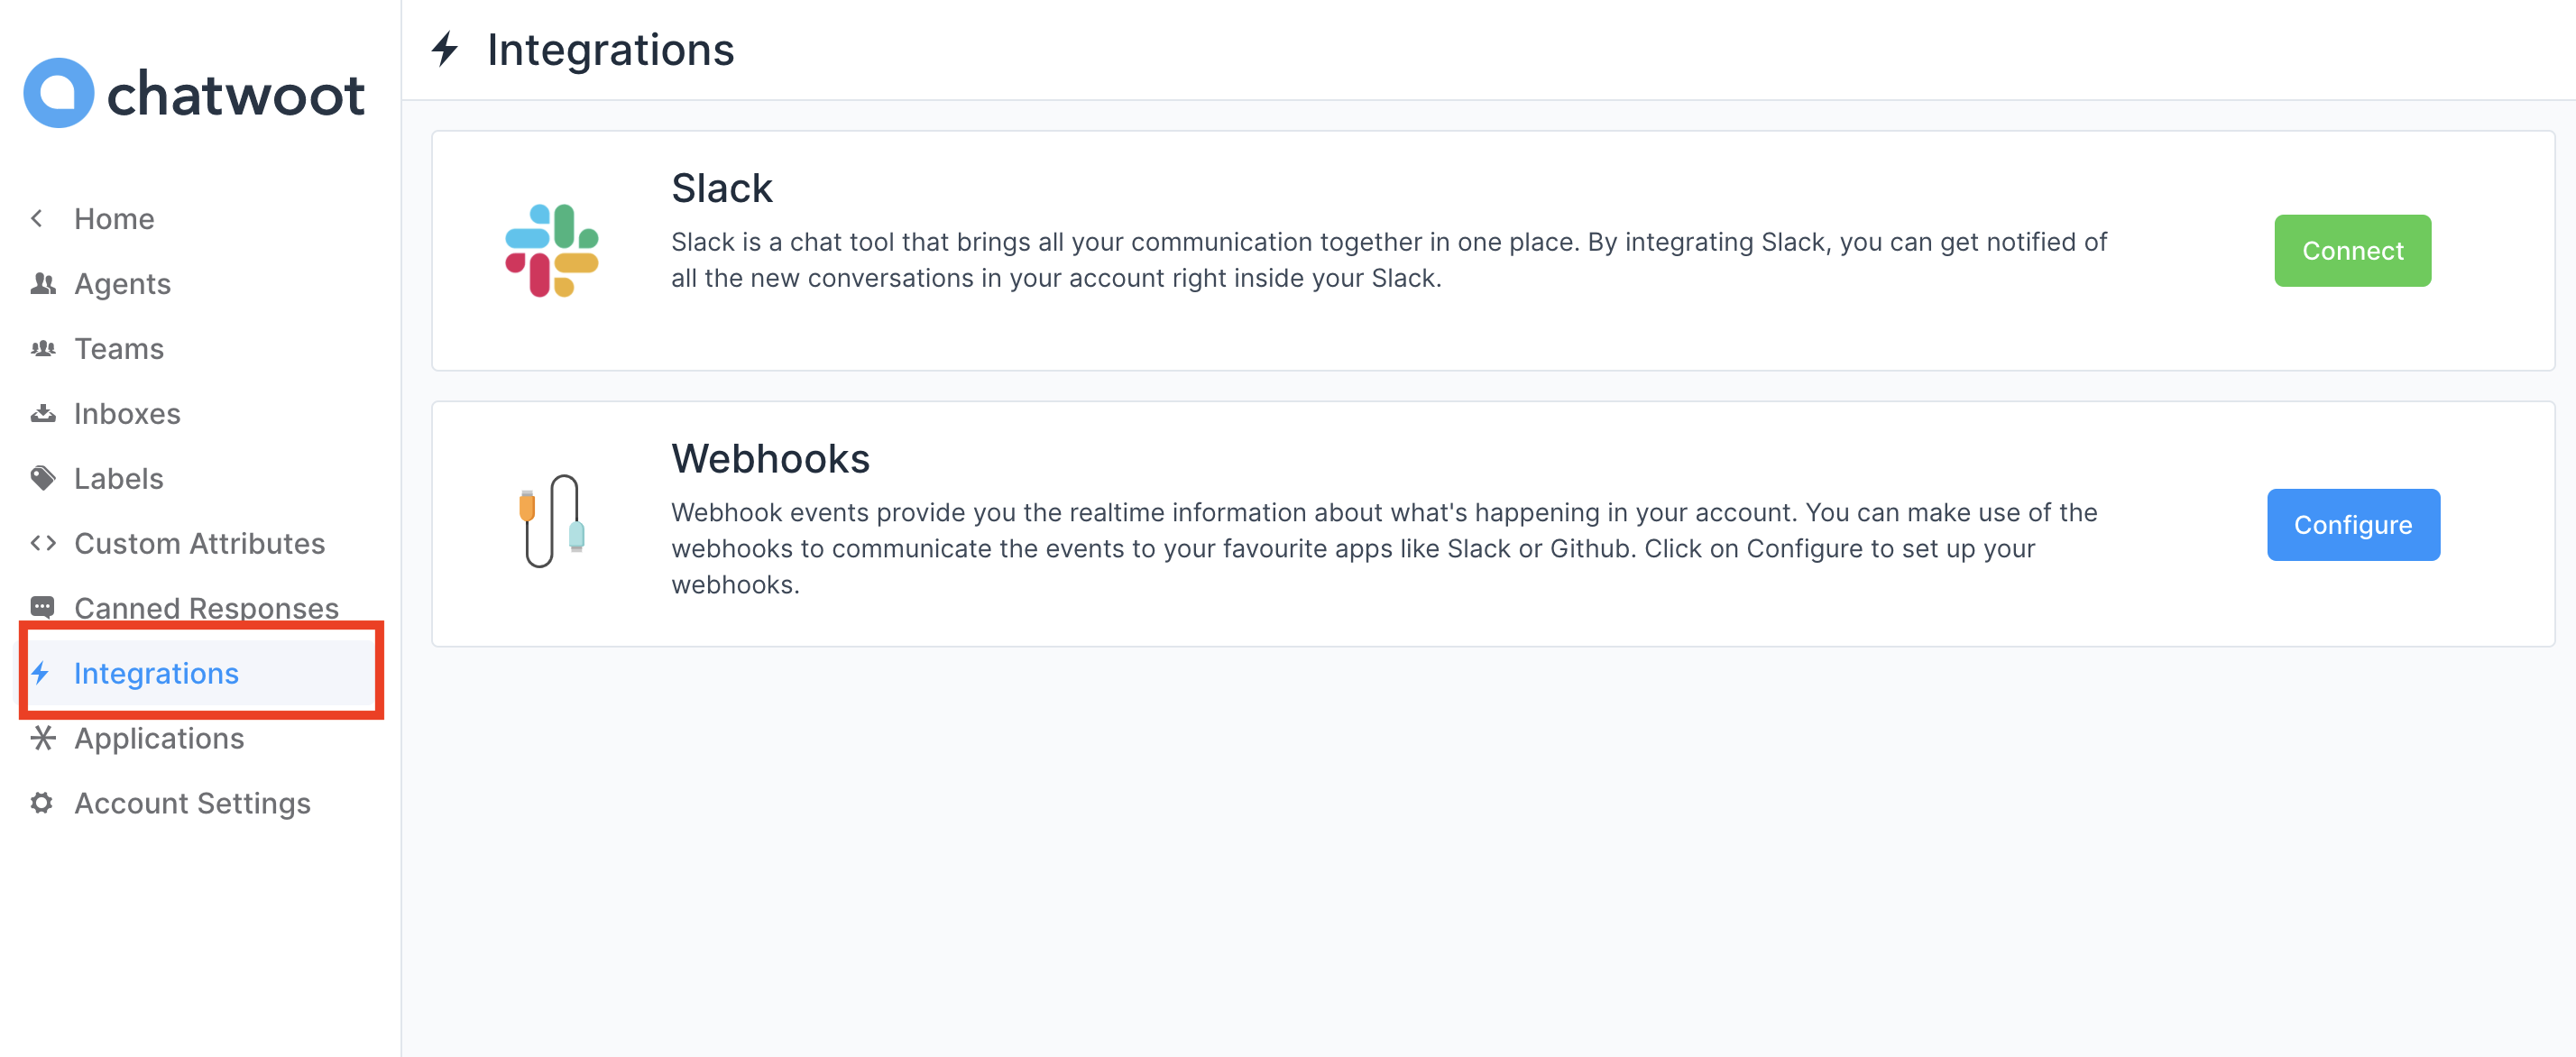 chatwoot
Home
Agents
Teams
Inboxes
Labels
Custom Attributes
Canned Responses
Integrations
Applications
Account Settings
Integrations
Slack
Slack is a chat tool that brings all your communication together in one place. By integrating Slack, you can get notified of
all the new conversations in your account right inside your Slack.
Connect
Webhooks
Webhook events provide you the realtime information about what's happening in your account. You can make use of the
webhooks to communicate the events to your favourite apps like Slack or Github. Click on Configure to set up your
webhooks.
Configure